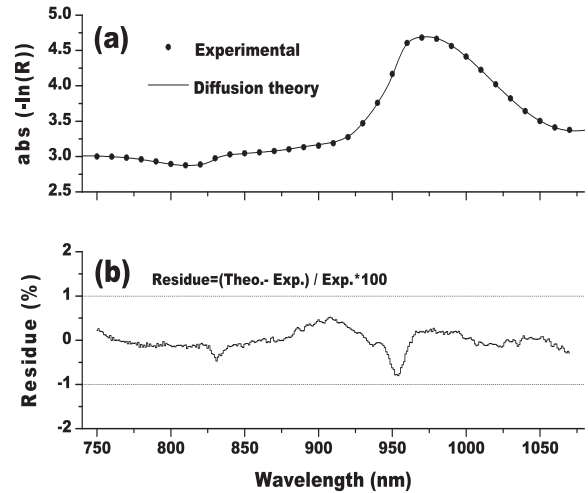 (a)
Experimental
Diffusion theory
abs (-ln(R))
5.0
4.5
4.0
3.5
3.0
2.5
(b)
Residue=(Theo.- Exp.) / Exp.*100
Residue (%)
2
1
0
-1
-2
750
800
850
900
950
1000
1050
Wavelength (nm)